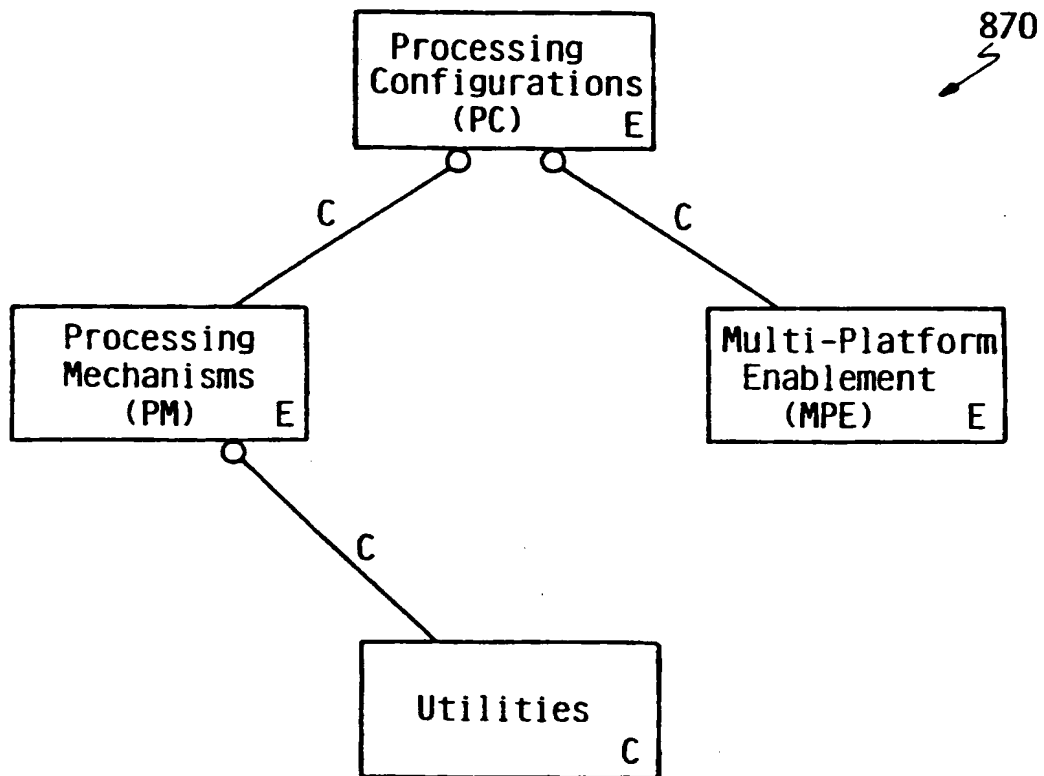 870
Processing
Configurations
(PC) E
C
C
Processing
Mechanisms
(PM) E
Multi-Platform
Enablement
(MPE) E
C
Utilities
C